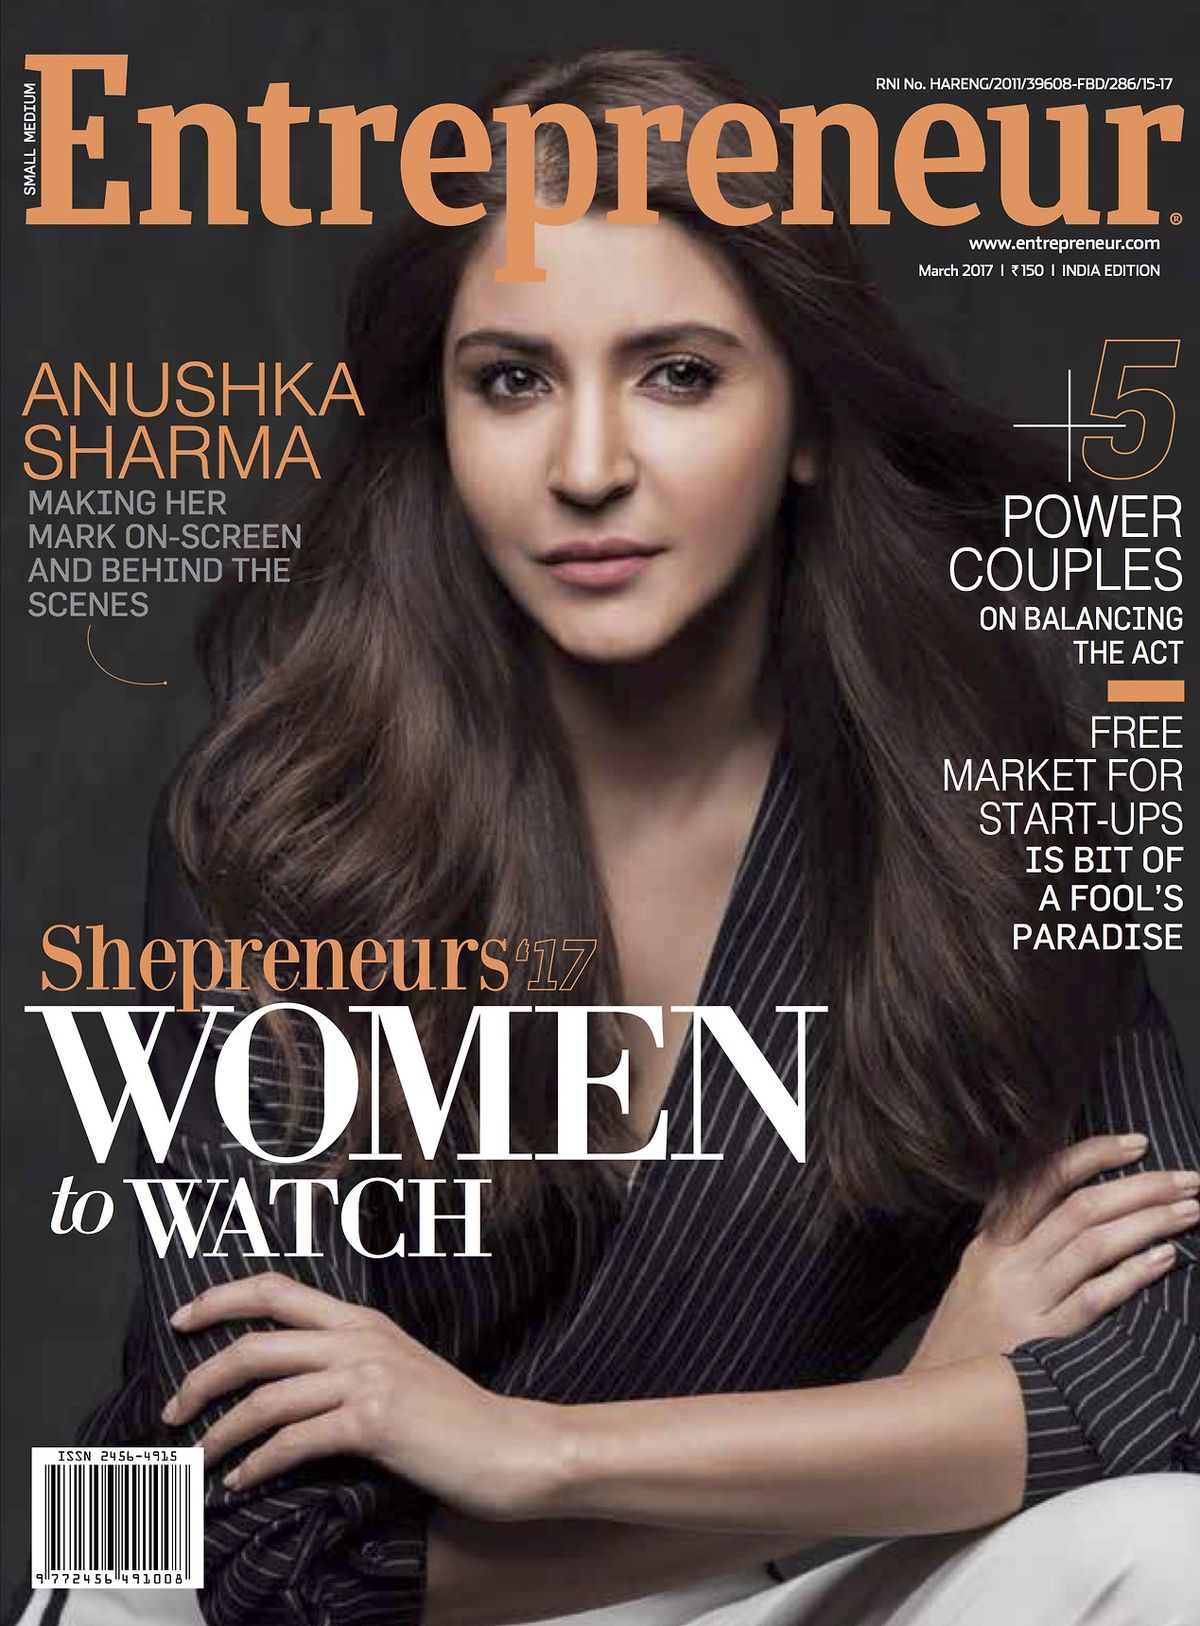 SMALL MEDIUM
RNI No. HARENG/2011/39608-FBD/286/15-17
Entrepreneur®
www.entrepreneur.com
March 2017 | ₹150 | INDIA EDITION
ANUSHKA
SHARMA
MAKING HER
MARK ON-SCREEN
AND BEHIND THE
SCENES
+5
POWER
COUPLES
ON BALANCING
THE ACT
FREE
MARKET FOR
START-UPS
IS BIT OF
A FOOL'S
PARADISE
Shepreneurs '17
WOMEN
to WATCH
ISSN 2456-4915
9 772456 491008